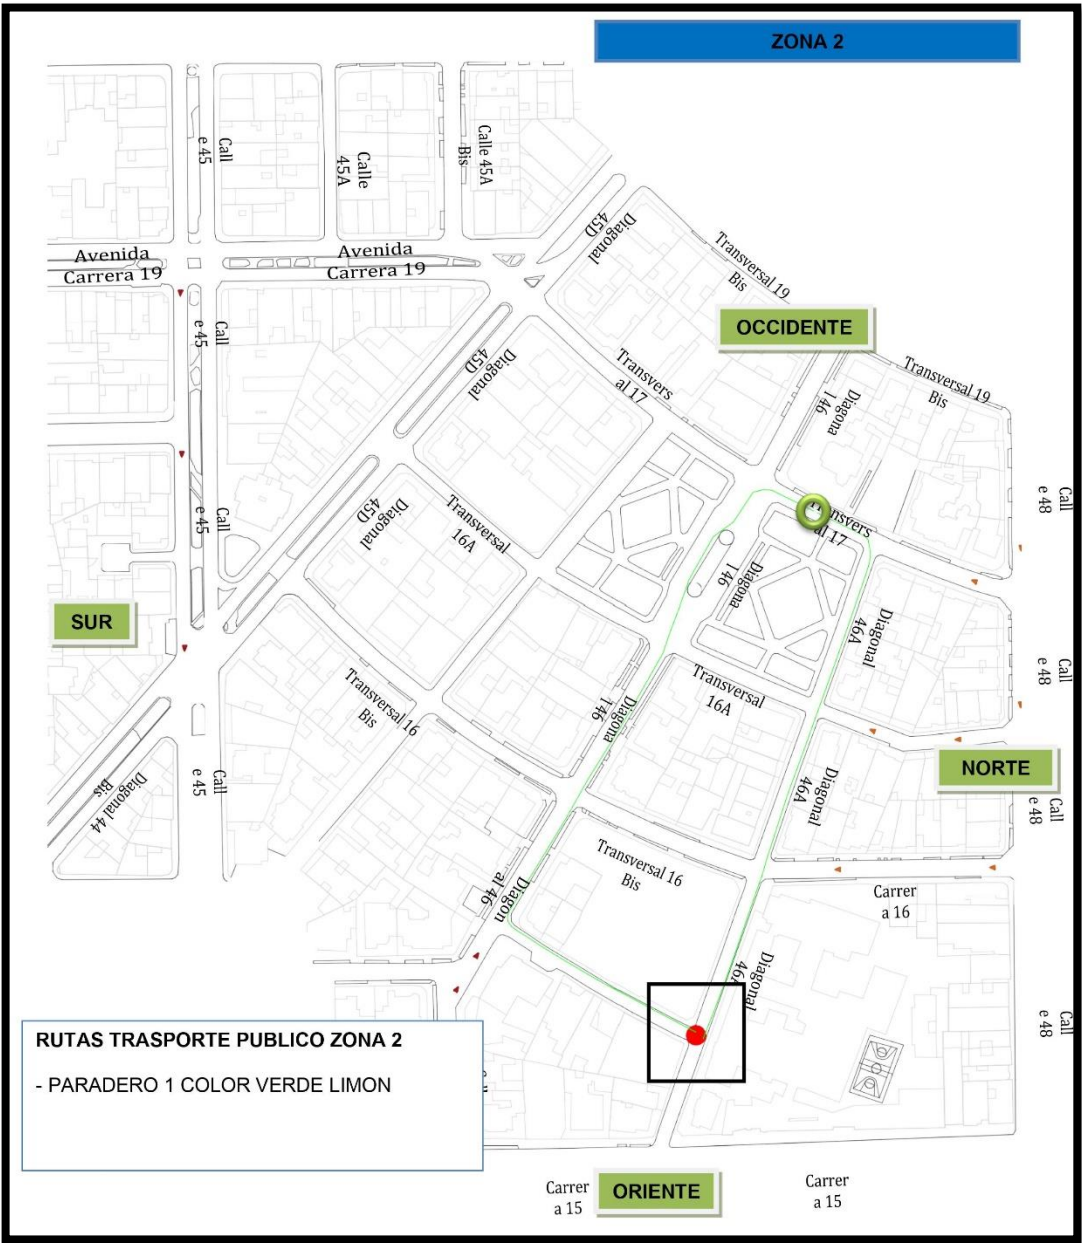 ZONA 2
Call
e 45
Calle
45A
Calle 45A
Bis
Diagonal
45D
Transversal 19
Bis
Avenida
Carrera 19
Avenida
Carrera 19
OCCIDENTE
Call
e 45
Diagonal
45D
Transvers
al 17
Diagona
l 46
Transversal 19
Bis
Call
e 48
Call
e 45
Diagonal
45D
Transversal
16A
Transvers
al 17
Diagona
l 46
SUR
Diagonal
46A
Call
e 48
Transversal 16
Bis
Diagona
l 46
Transversal
16A
NORTE
Call
e 45
Diagonal 44
Bis
Diagonal
46A
Call
e 48
Transversal 16
Bis
Diagon
al 46
Carrer
a 16
Diagonal
46A
Call
e 48
RUTAS TRASPORTE PUBLICO ZONA 2
- PARADERO 1 COLOR VERDE LIMON
Carrer
a 15
ORIENTE
Carrer
a 15